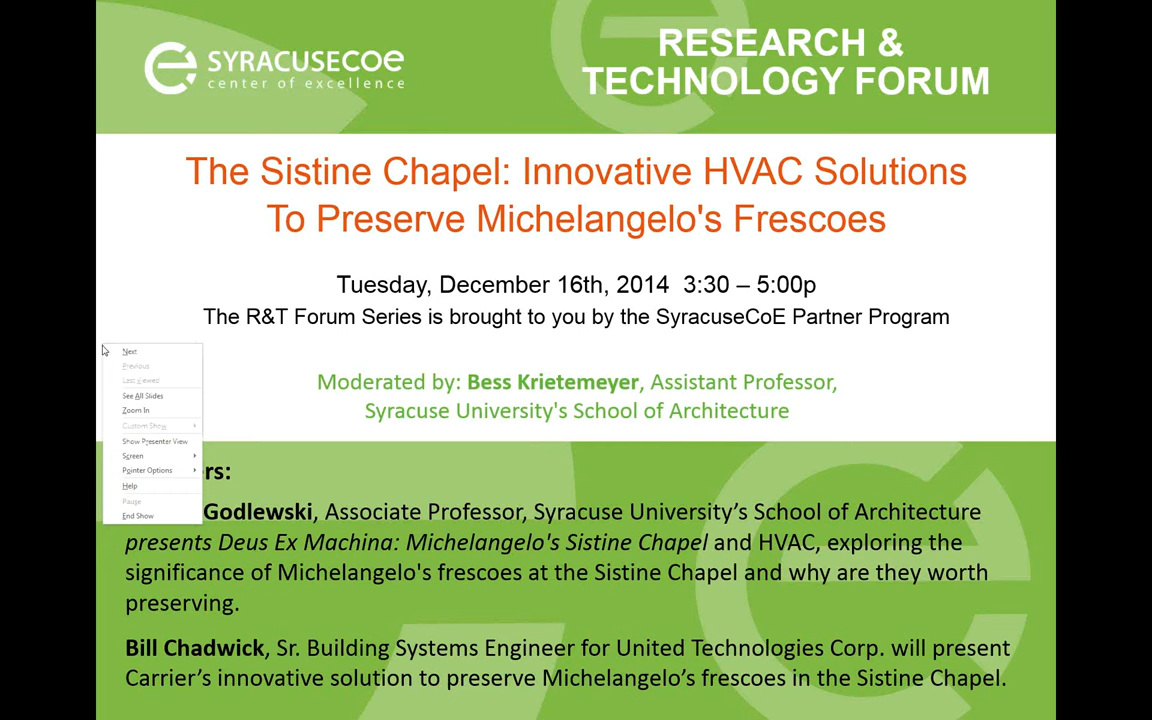 SYRACUSECOE
center of excellence
RESEARCH &
TECHNOLOGY FORUM
The Sistine Chapel: Innovative HVAC Solutions
To Preserve Michelangelo's Frescoes
Tuesday, December 16th, 2014 3:30 – 5:00p
The R&T Forum Series is brought to you by the SyracuseCoE Partner Program
Moderated by: Bess Krietemeyer, Assistant Professor,
Syracuse University's School of Architecture
Next
Previous
Last Viewed
See All Slides
Zoom In
Custom Show
Show Presenter View
Screen
Pointer Options
Help
Pause
End Show
rs:
Godlewski, Associate Professor, Syracuse University’s School of Architecture
presents Deus Ex Machina: Michelangelo's Sistine Chapel and HVAC, exploring the
significance of Michelangelo's frescoes at the Sistine Chapel and why are they worth
preserving.
Bill Chadwick, Sr. Building Systems Engineer for United Technologies Corp. will present
Carrier’s innovative solution to preserve Michelangelo’s frescoes in the Sistine Chapel.